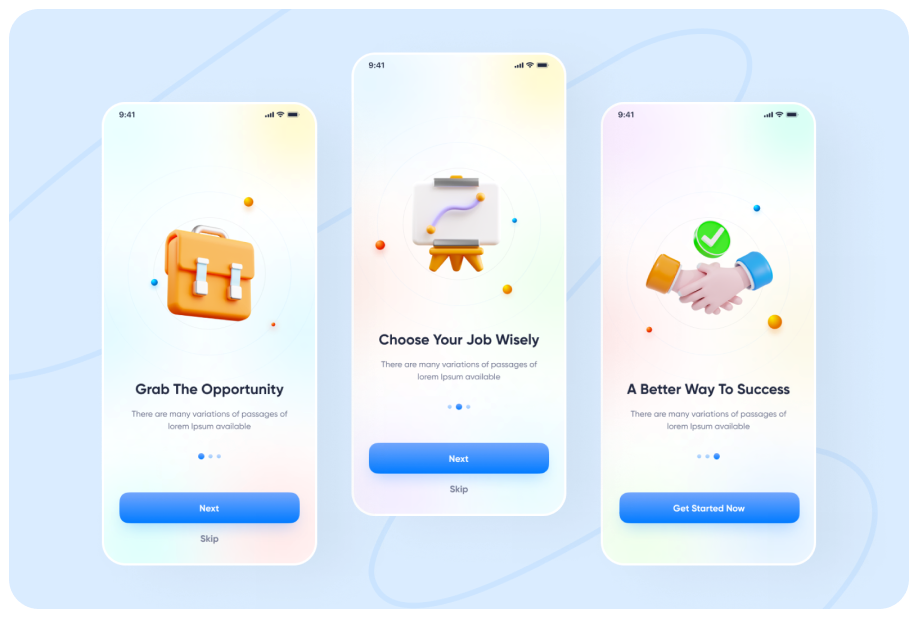 9:41
Grab The Opportunity
There are many variations of passages of
lorem Ipsum available
Next
Skip
9:41
Choose Your Job Wisely
There are many variations of passages of
lorem Ipsum available
Next
Skip
9:41
A Better Way To Success
There are many variations of passages of
lorem Ipsum available
Get Started Now